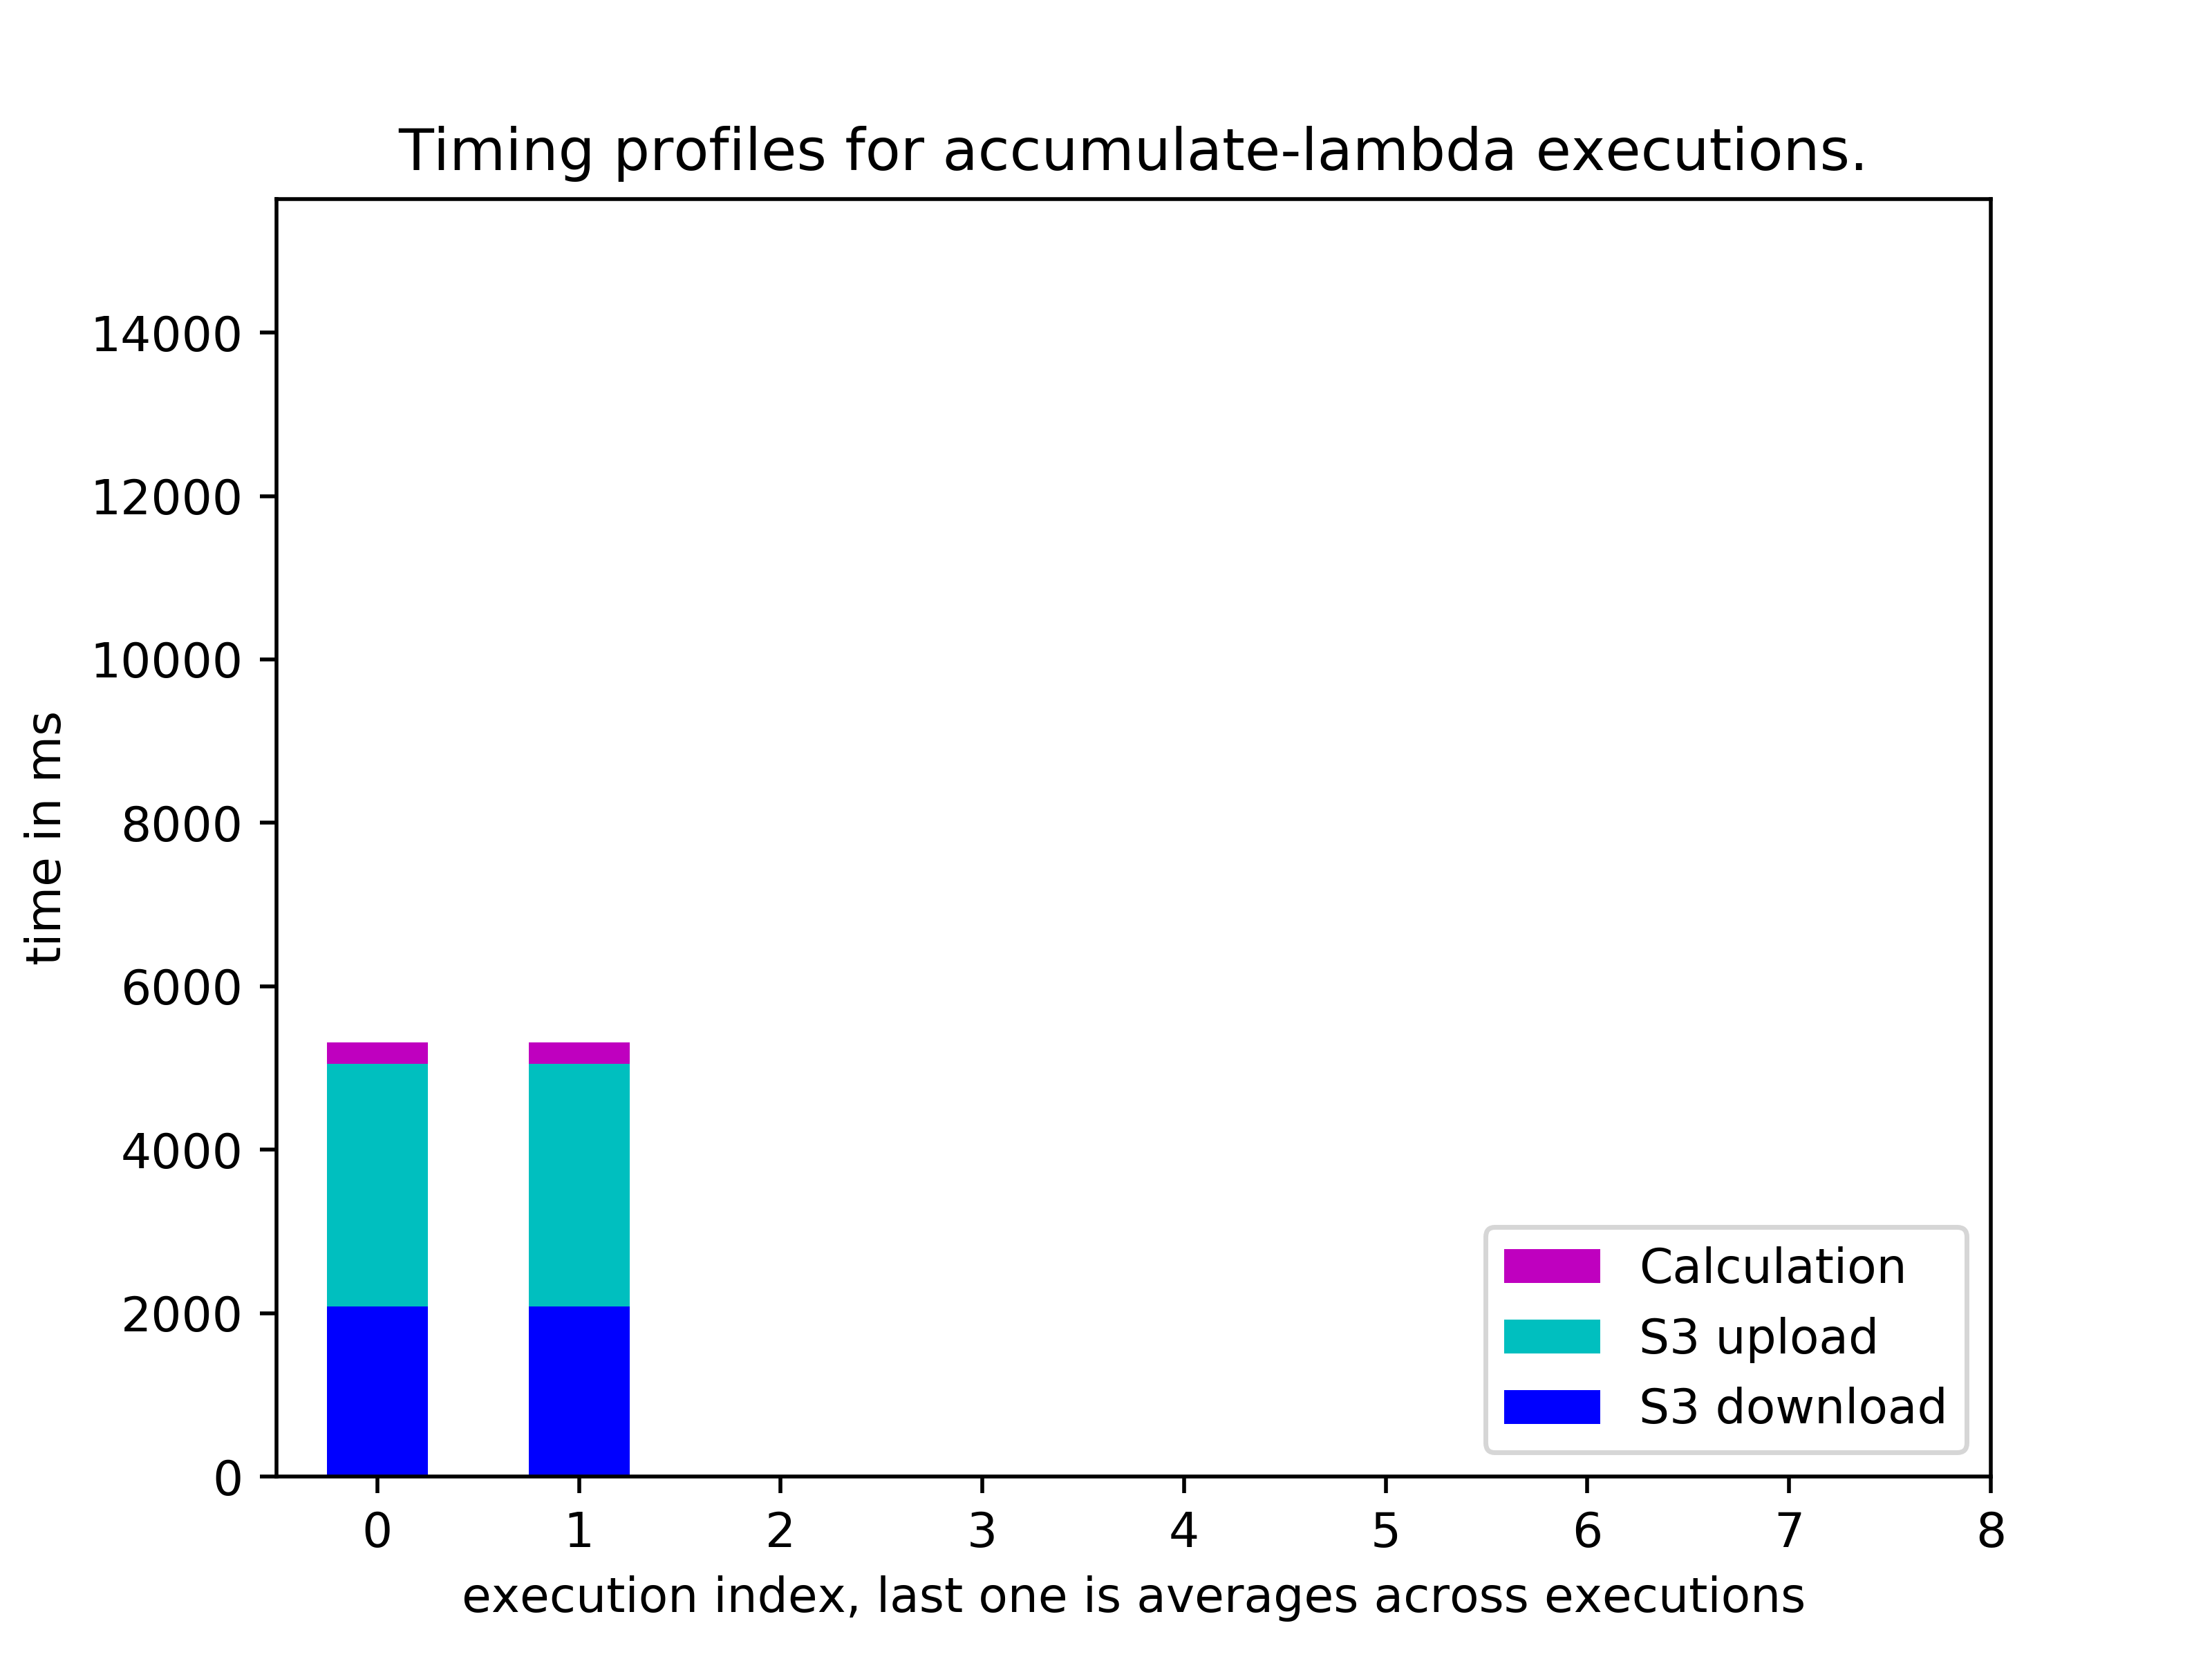 Timing profiles for accumulate-lambda executions.
14000
12000
10000
8000
6000
4000
2000
0
time in ms
Calculation
S3 upload
S3 download
0 1 2 3 4 5 6 7 8
execution index, last one is averages across executions